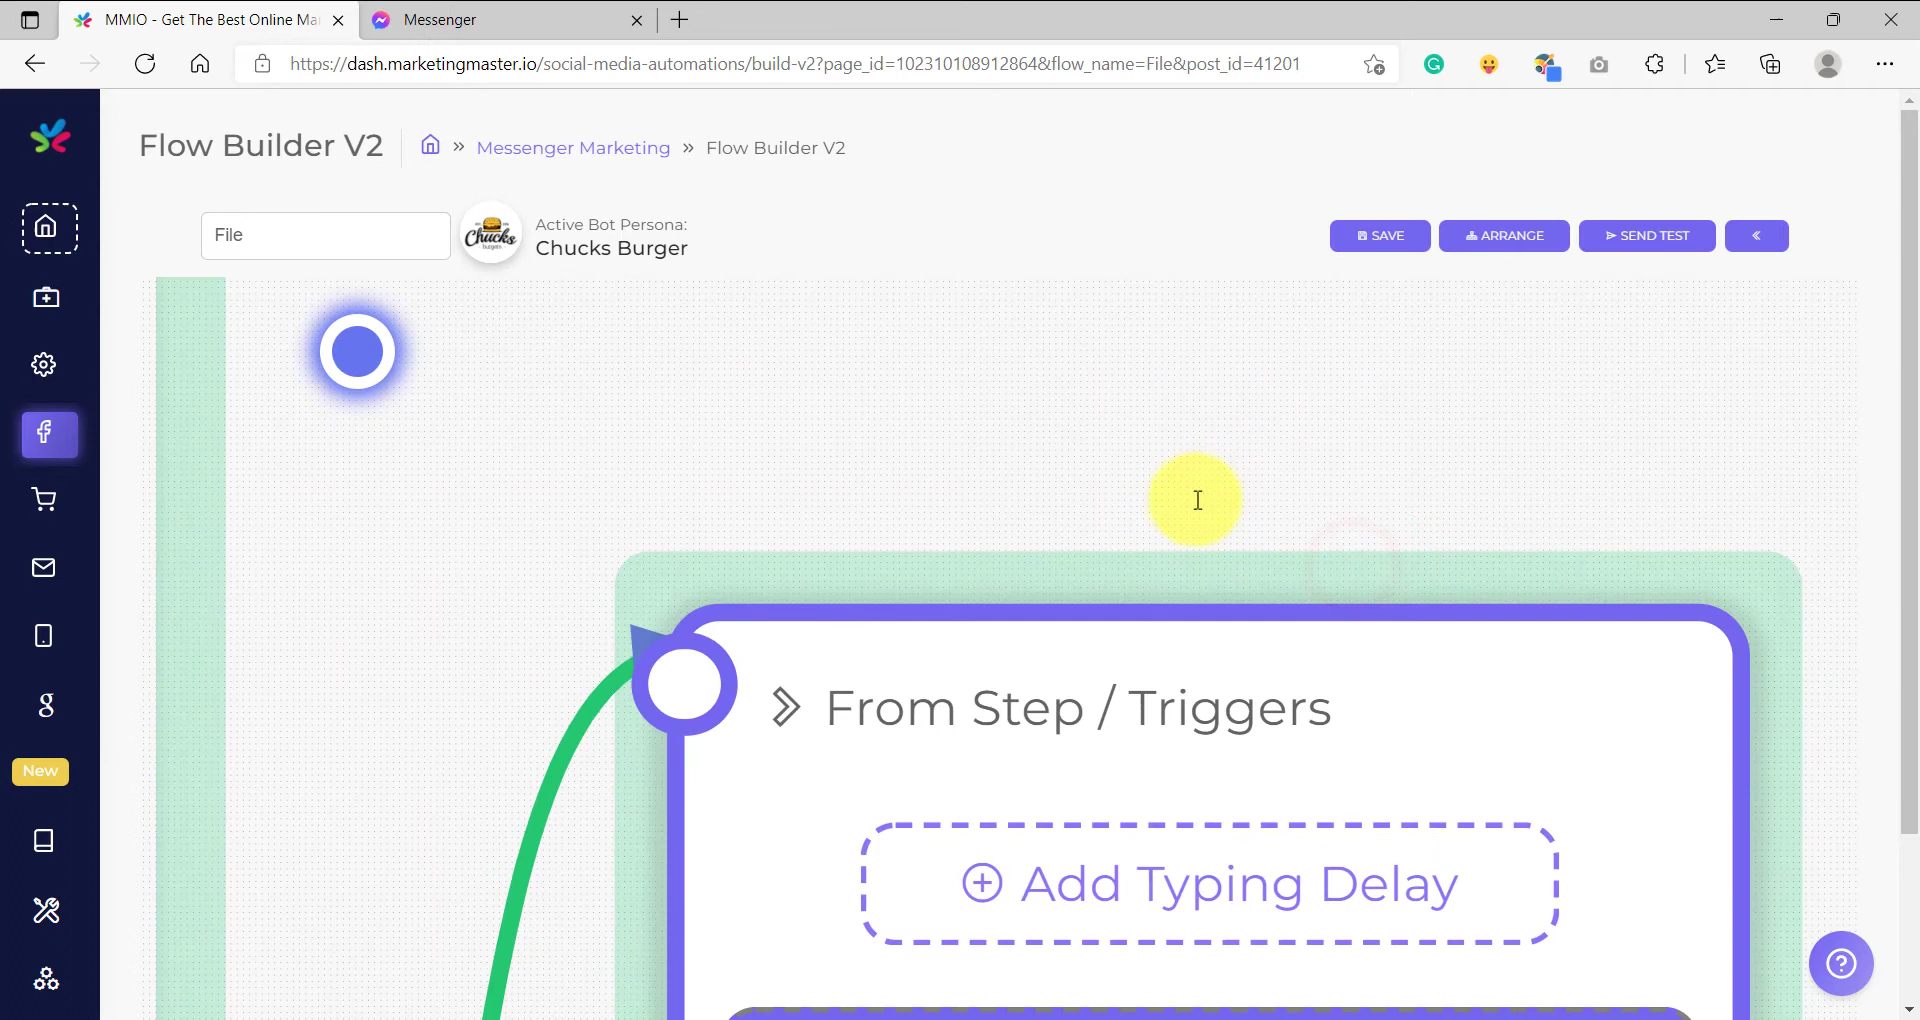 MMIO - Get The Best Online Ma
Messenger
https://dash.marketingmaster.io/social-media-automations/build-v2?page_id=102310108912864&flow_name=File&post_id=41201
Flow Builder V2
» Messenger Marketing » Flow Builder V2
File
Chucks
Active Bot Persona:
Chucks Burger
SAVE
ARRANGE
SEND TEST
From Step / Triggers
Add Typing Delay
New